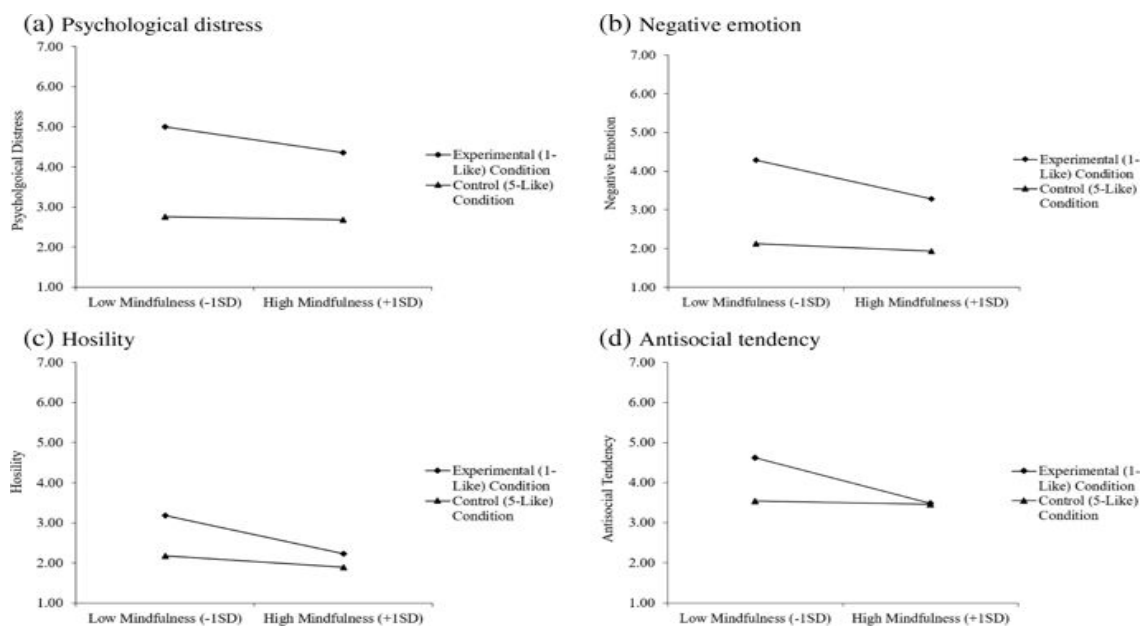 (a) Psychological distress
7.00
6.00
5.00
4.00
3.00
2.00
1.00
Psycholgoical Distress
Low Mindfulness (-1SD)
High Mindfulness (+1SD)
Experimental (1-
Like) Condition
Control (5-Like)
Condition
(b) Negative emotion
7.00
6.00
5.00
4.00
3.00
2.00
1.00
Negative Emotion
Low Mindfulness (-1SD)
High Mindfulness (+1SD)
Experimental (1-
Like) Condition
Control (5-Like)
Condition
(c) Hosility
7.00
6.00
5.00
4.00
3.00
2.00
1.00
Hosility
Low Mindfulness (-1SD)
High Mindfulness (+1SD)
Experimental (1-
Like) Condition
Control (5-Like)
Condition
(d) Antisocial tendency
7.00
6.00
5.00
4.00
3.00
2.00
1.00
Antisocial Tendency
Low Mindfulness (-1SD)
High Mindfulness (+1SD)
Experimental (1-
Like) Condition
Control (5-Like)
Condition